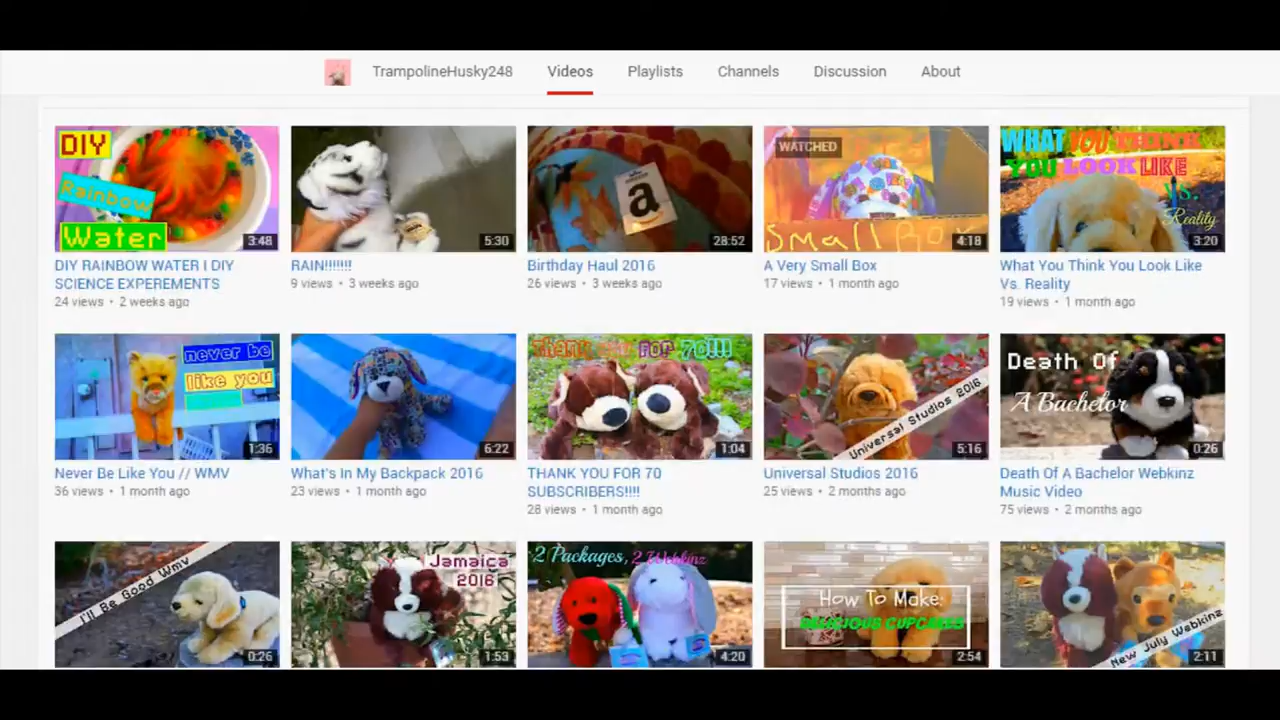 TrampolineHusky248 Videos Playlists Channels Discussion About
DIY
Rainbow
Water
3:48
5:30
a
28:52
WATCHED
Small Box
4:18
WHAT YOU THINK
YOU LOOK LIKE
Vs.
Reality
3:20
DIY RAINBOW WATER I DIY
SCIENCE EXPEREMENTS
24 views • 2 weeks ago
RAIN!!!!!!!
9 views • 3 weeks ago
Birthday Haul 2016
26 views • 3 weeks ago
A Very Small Box
17 views • 1 month ago
What You Think You Look Like
Vs. Reality
19 views • 1 month ago
never be
like you
1:36
6:22
Thank you FOR 70!!!
1:04
Universal Studios 2016
5:16
Death Of
A Bachelor
0:26
Never Be Like You // WMV
36 views • 1 month ago
What's In My Backpack 2016
23 views • 1 month ago
THANK YOU FOR 70
SUBSCRIBERS!!!!
28 views • 1 month ago
Universal Studios 2016
25 views • 2 months ago
Death Of A Bachelor Webkinz
Music Video
75 views • 2 months ago
I'll Be Good Wmv
0:26
Jamaica
2016
1:53
2 Packages, 2 Webkinz
4:20
How To Make:
DELICIOUS CUPCAKES
2:54
New July Webkinz
2:11